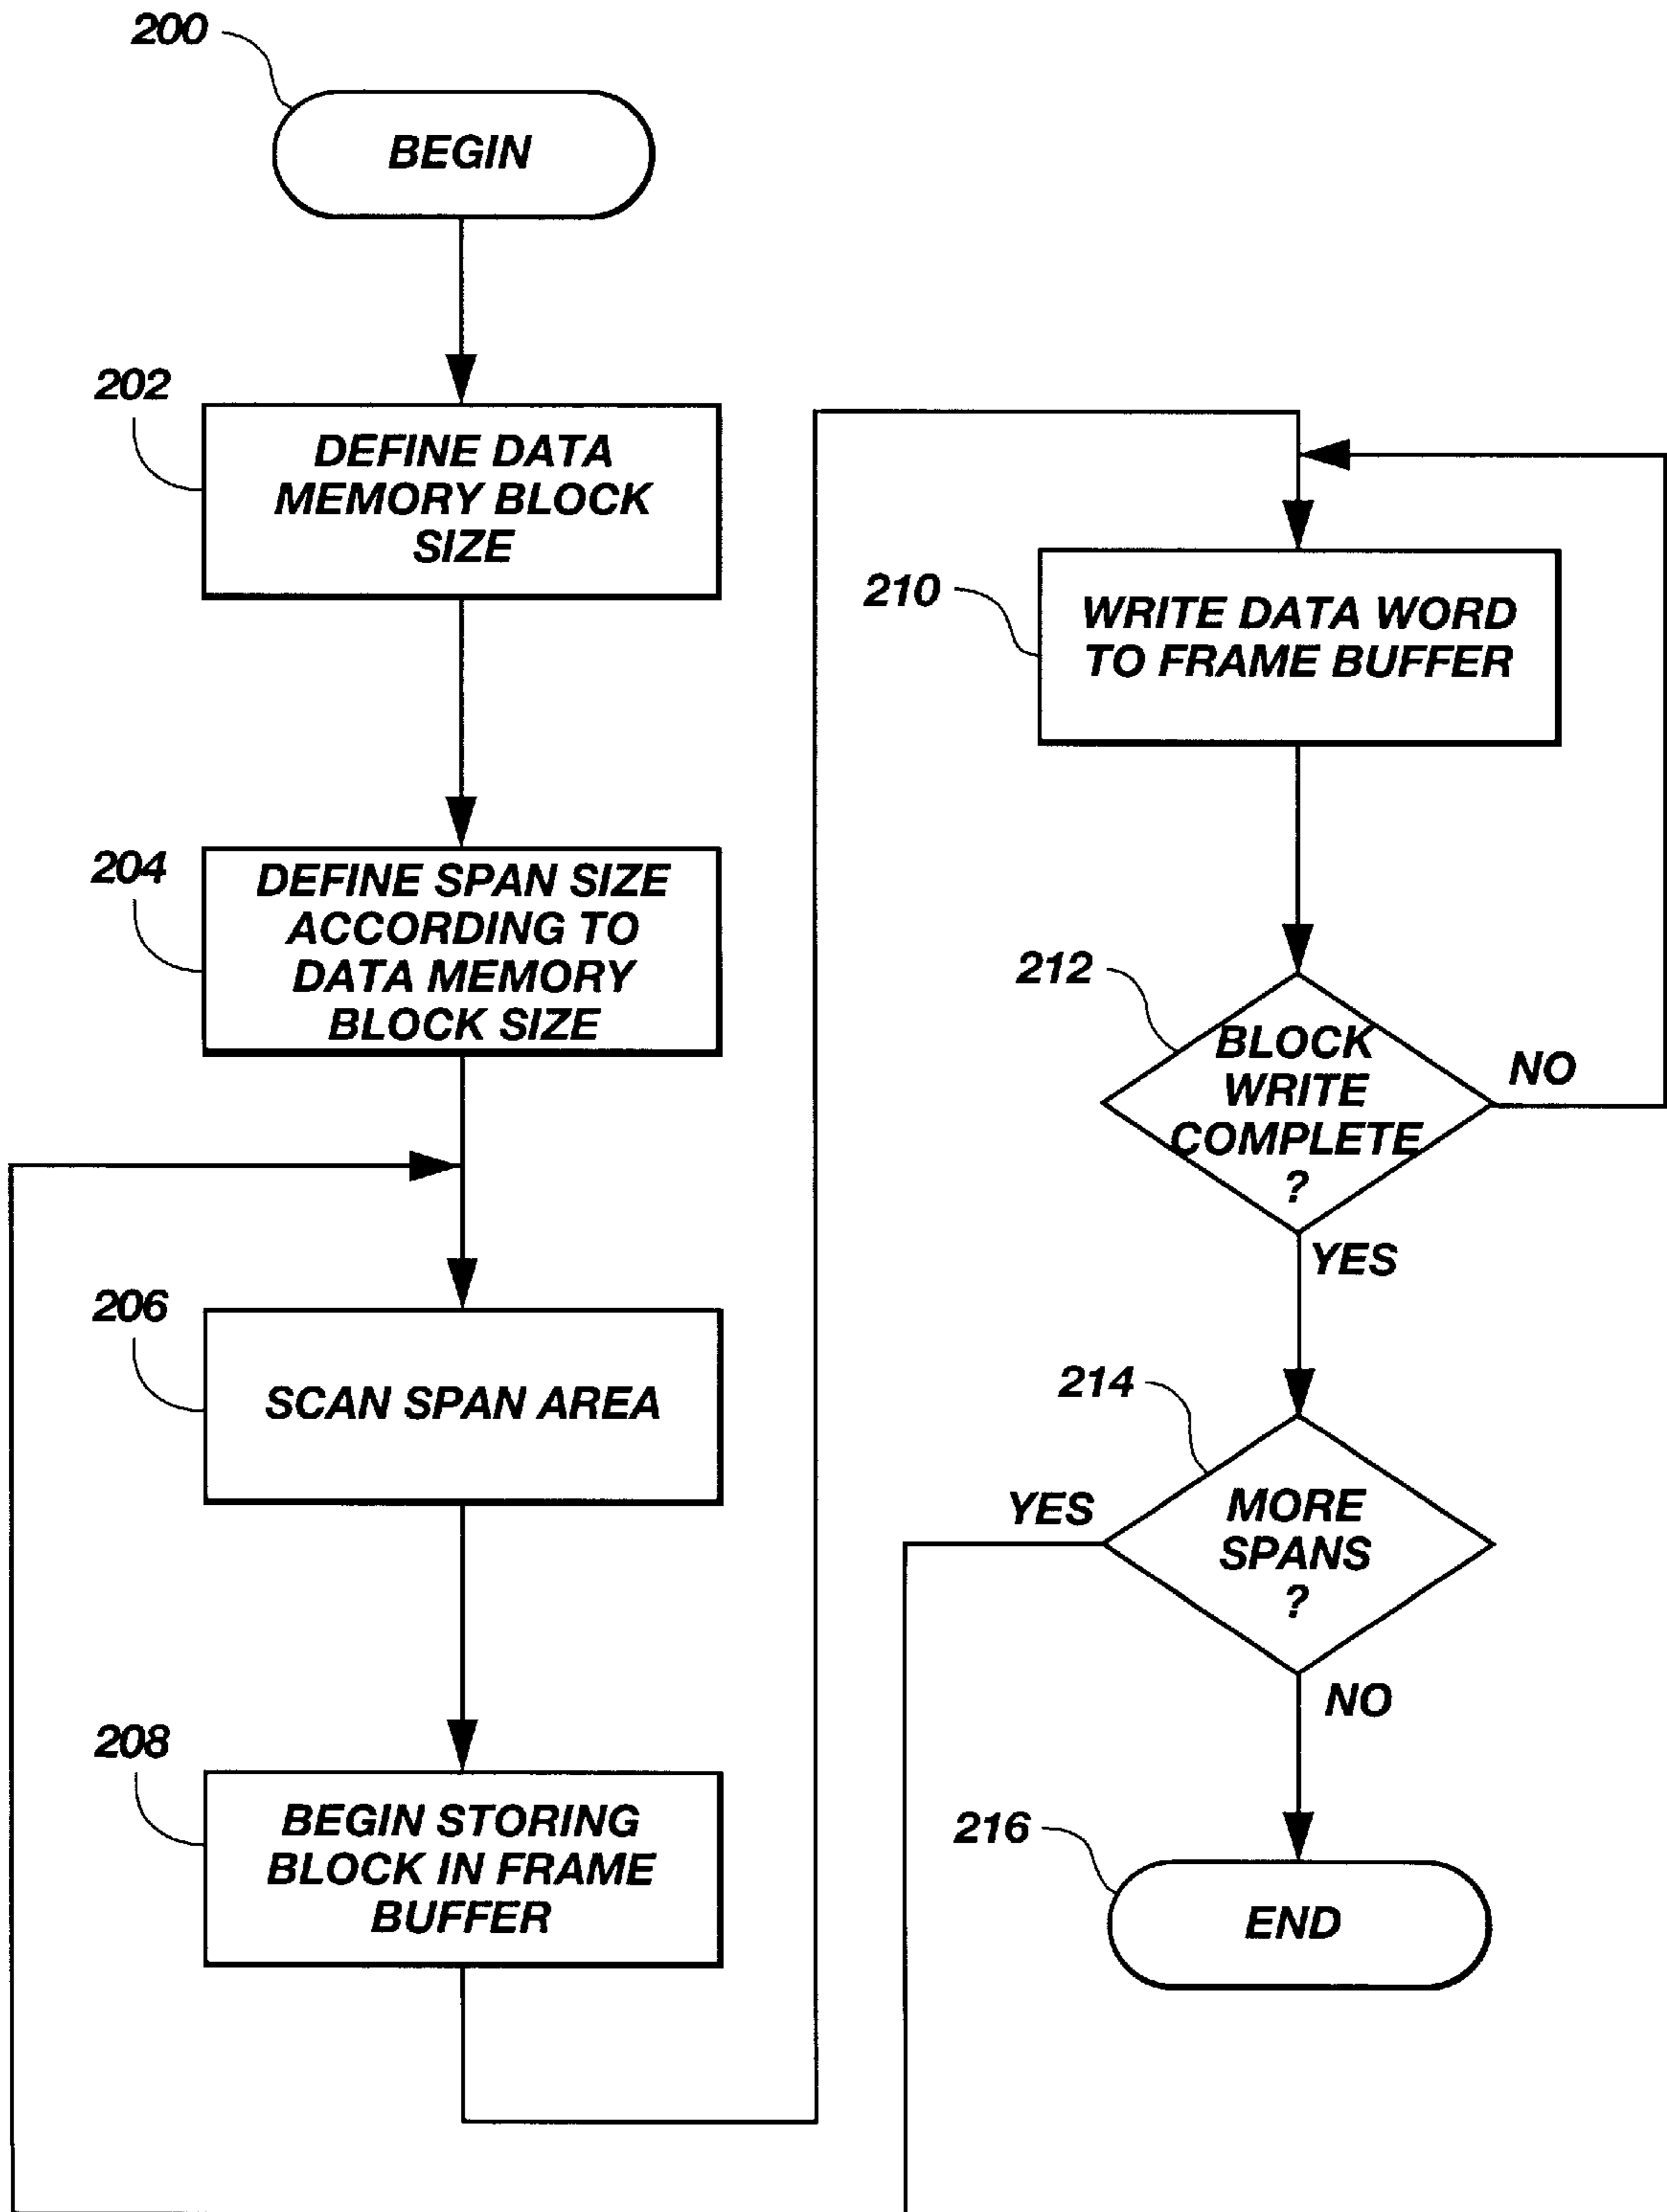 200
BEGIN
202
DEFINE DATA
MEMORY BLOCK
SIZE
204
DEFINE SPAN SIZE
ACCORDING TO
DATA MEMORY
BLOCK SIZE
206
SCAN SPAN AREA
208
BEGIN STORING
BLOCK IN FRAME
BUFFER
210
WRITE DATA WORD
TO FRAME BUFFER
212
BLOCK
WRITE
COMPLETE
?
NO
YES
214
MORE
SPANS
?
YES
NO
216
END